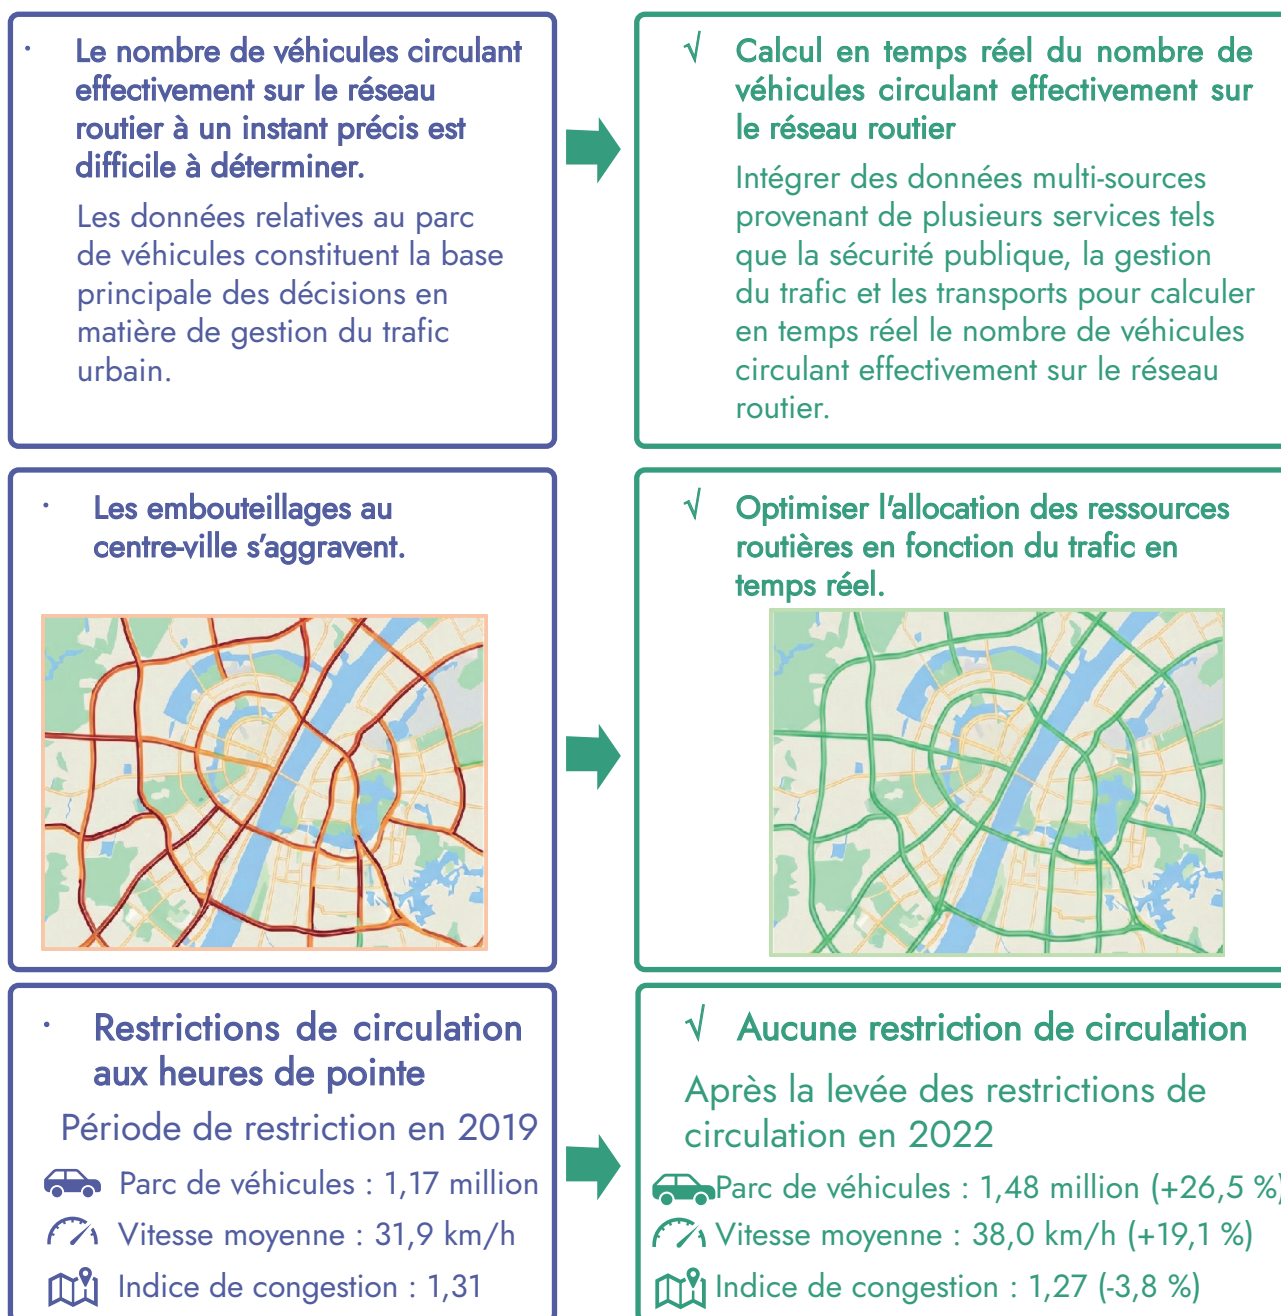 · Le nombre de véhicules circulant
effectivement sur le réseau
routier à un instant précis est
difficile à déterminer.
Les données relatives au parc
de véhicules constituent la base
principale des décisions en
matière de gestion du trafic
urbain.
√ Calcul en temps réel du nombre de
véhicules circulant effectivement sur
le réseau routier
Intégrer des données multi-sources
provenant de plusieurs services tels
que la sécurité publique, la gestion
du trafic et les transports pour calculer
en temps réel le nombre de véhicules
circulant effectivement sur le réseau
routier.
· Les embouteillages au
centre-ville s’aggravent.
√ Optimiser l'allocation des ressources
routières en fonction du trafic en
temps réel.
· Restrictions de circulation
aux heures de pointe
Période de restriction en 2019
Parc de véhicules : 1,17 million
Vitesse moyenne : 31,9 km/h
Indice de congestion : 1,31
√ Aucune restriction de circulation
Après la levée des restrictions de
circulation en 2022
Parc de véhicules : 1,48 million (+26,5 %)
Vitesse moyenne : 38,0 km/h (+19,1 %)
Indice de congestion : 1,27 (-3,8 %)